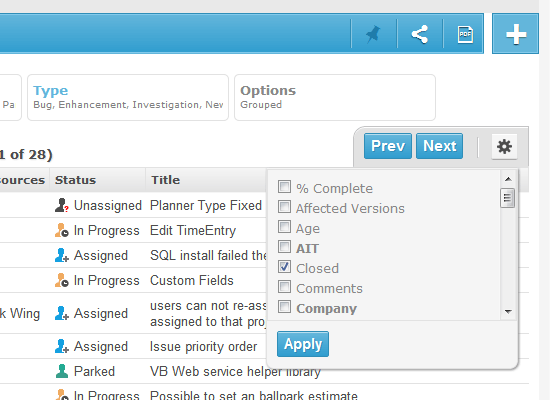 PDF
Type
Options
Pa
Bug, Enhancement, Investigation, New
Grouped
1 of 28)
Prev Next
ources Status Title
Unassigned Planner Type Fixed
In Progress Edit TimeEntry
Assigned SQL install failed the
In Progress Custom Fields
k Wing Assigned users can not re-ass
assigned to that proj
Assigned Issue priority order
Parked VB Web service helper library
In Progress Possible to set an ballpark estimate
% Complete
Affected Versions
Age
AIT
Closed
Comments
Company
Apply